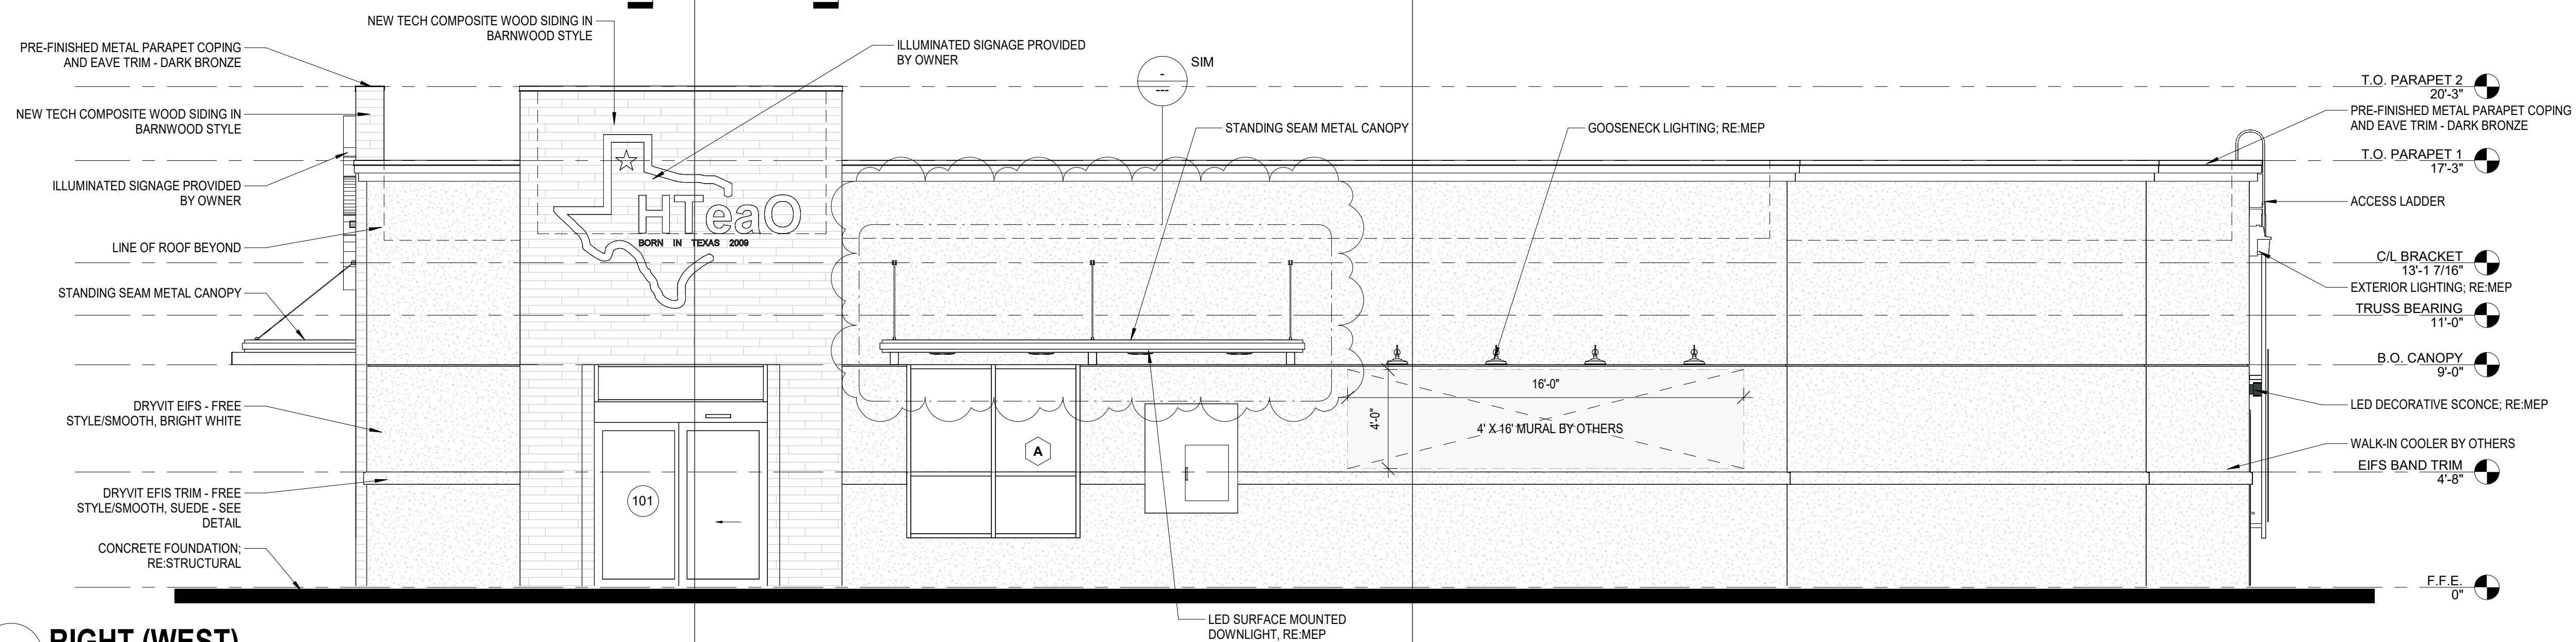 NEW TECH COMPOSITE WOOD SIDING IN
BARNWOOD STYLE
PRE-FINISHED METAL PARAPET COPING
AND EAVE TRIM - DARK BRONZE
ILLUMINATED SIGNAGE PROVIDED
BY OWNER
-
---
SIM
T.O. PARAPET 2
20'-3"
NEW TECH COMPOSITE WOOD SIDING IN
BARNWOOD STYLE
STANDING SEAM METAL CANOPY
GOOSENECK LIGHTING; RE:MEP
PRE-FINISHED METAL PARAPET COPING
AND EAVE TRIM - DARK BRONZE
T.O. PARAPET 1
17'-3"
ILLUMINATED SIGNAGE PROVIDED
BY OWNER
ACCESS LADDER
HTeaO
BORN IN TEXAS 2009
LINE OF ROOF BEYOND
C/L BRACKET
13'-1 7/16"
STANDING SEAM METAL CANOPY
EXTERIOR LIGHTING; RE:MEP
TRUSS BEARING
11'-0"
B.O. CANOPY
9'-0"
16'-0"
4'-0"
4' X 16' MURAL BY OTHERS
DRYVIT EIFS - FREE
STYLE/SMOOTH, BRIGHT WHITE
LED DECORATIVE SCONCE; RE:MEP
A
WALK-IN COOLER BY OTHERS
EIFS BAND TRIM
4'-8"
101
DRYVIT EFIS TRIM - FREE
STYLE/SMOOTH, SUEDE - SEE
DETAIL
CONCRETE FOUNDATION;
RE:STRUCTURAL
F.F.E.
0"
LED SURFACE MOUNTED
DOWNLIGHT, RE:MEP
RIGHT (WEST)